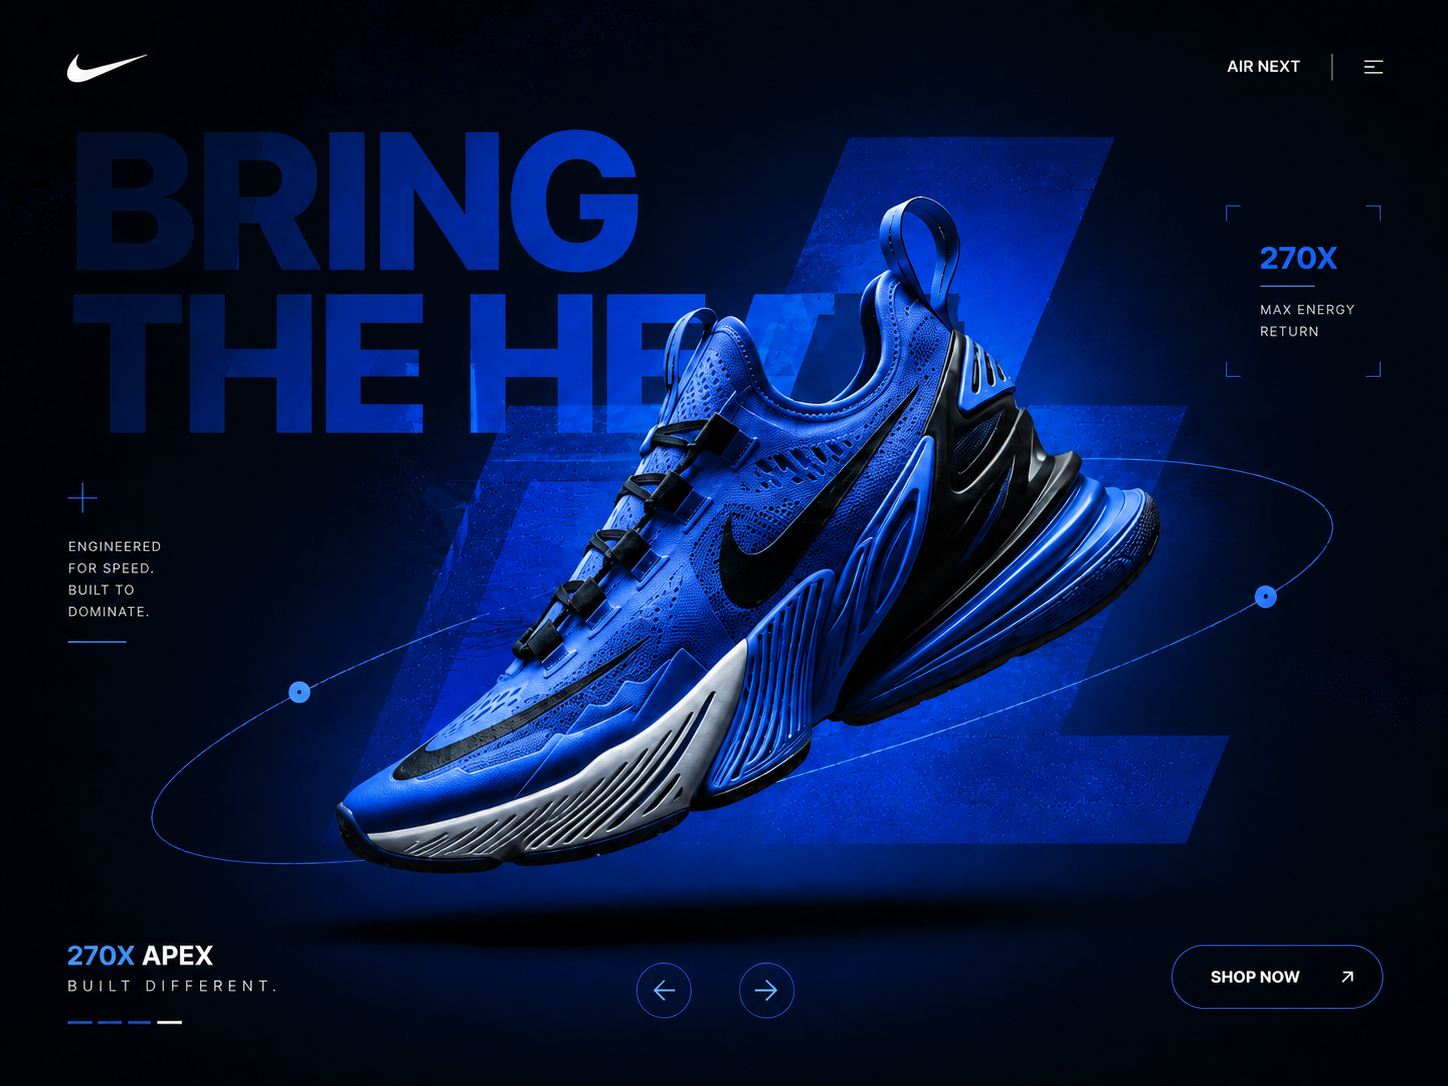 AIR NEXT
BRING
THE HEAT
270X
MAX ENERGY
RETURN
ENGINEERED
FOR SPEED.
BUILT TO
DOMINATE.
270X APEX
BUILT DIFFERENT.
SHOP NOW